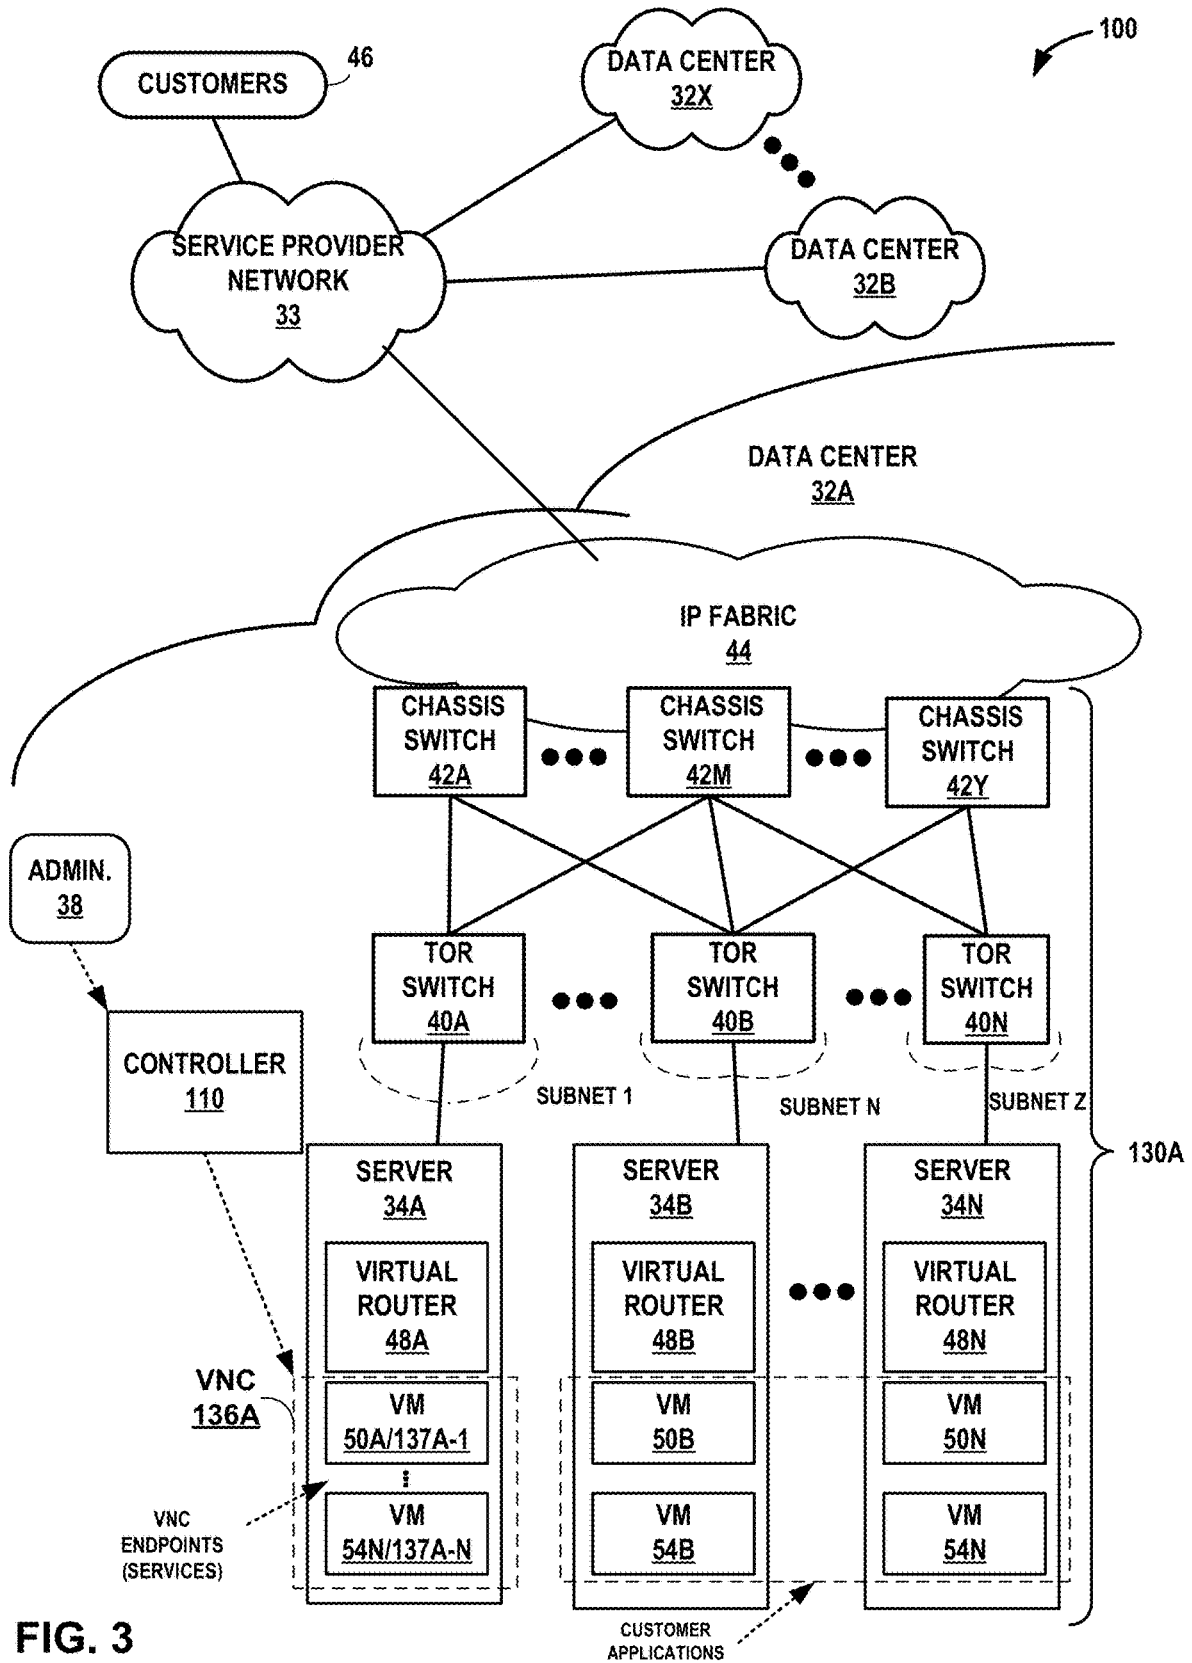 100
CUSTOMERS
46
DATA CENTER
32X
SERVICE PROVIDER
NETWORK
33
DATA CENTER
32B
DATA CENTER
32A
IP FABRIC
44
CHASSIS
SWITCH
42A
CHASSIS
SWITCH
42M
CHASSIS
SWITCH
42Y
ADMIN.
38
TOR
SWITCH
40A
TOR
SWITCH
40B
TOR
SWITCH
40N
CONTROLLER
110
SUBNET 1
SUBNET N
SUBNET Z
130A
SERVER
34A
SERVER
34B
SERVER
34N
VIRTUAL
ROUTER
48A
VIRTUAL
ROUTER
48B
VIRTUAL
ROUTER
48N
VNC
136A
VM
50A/137A-1
VM
50B
VM
50N
VNC
ENDPOINTS
(SERVICES)
VM
54N/137A-N
VM
54B
VM
54N
CUSTOMER
APPLICATIONS
FIG. 3